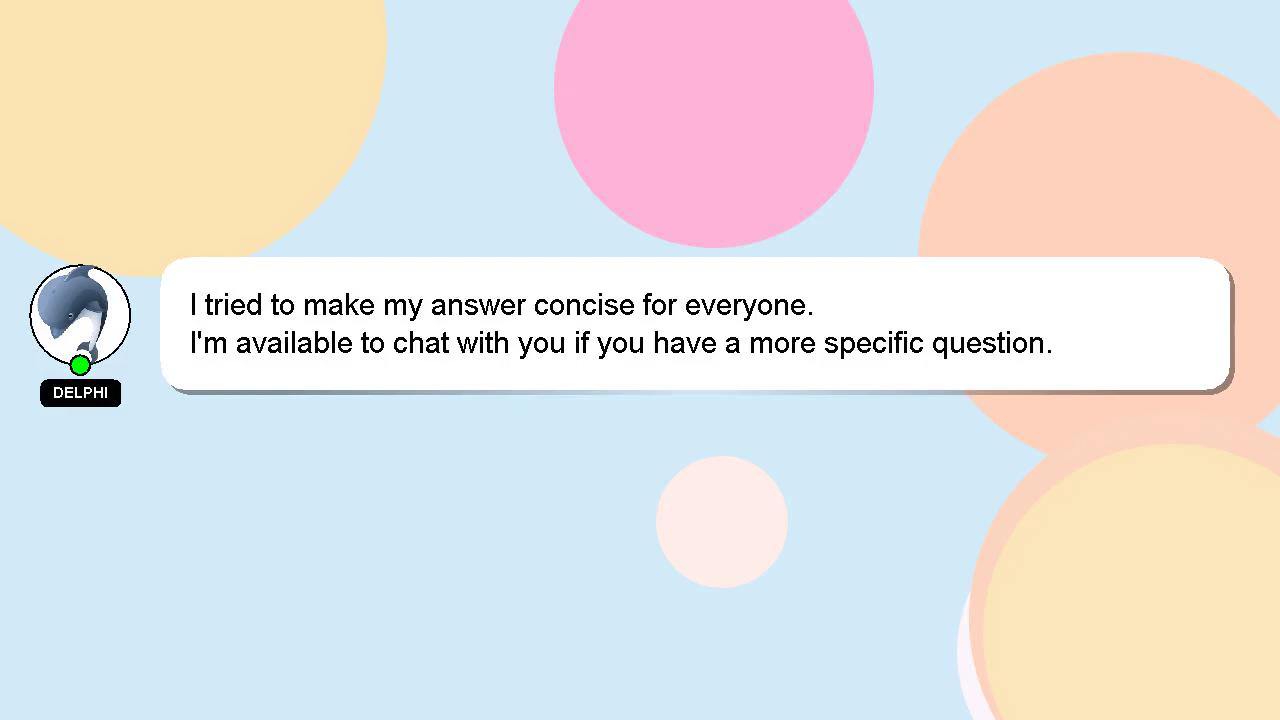 I tried to make my answer concise for everyone.
I'm available to chat with you if you have a more specific question.
DELPHI